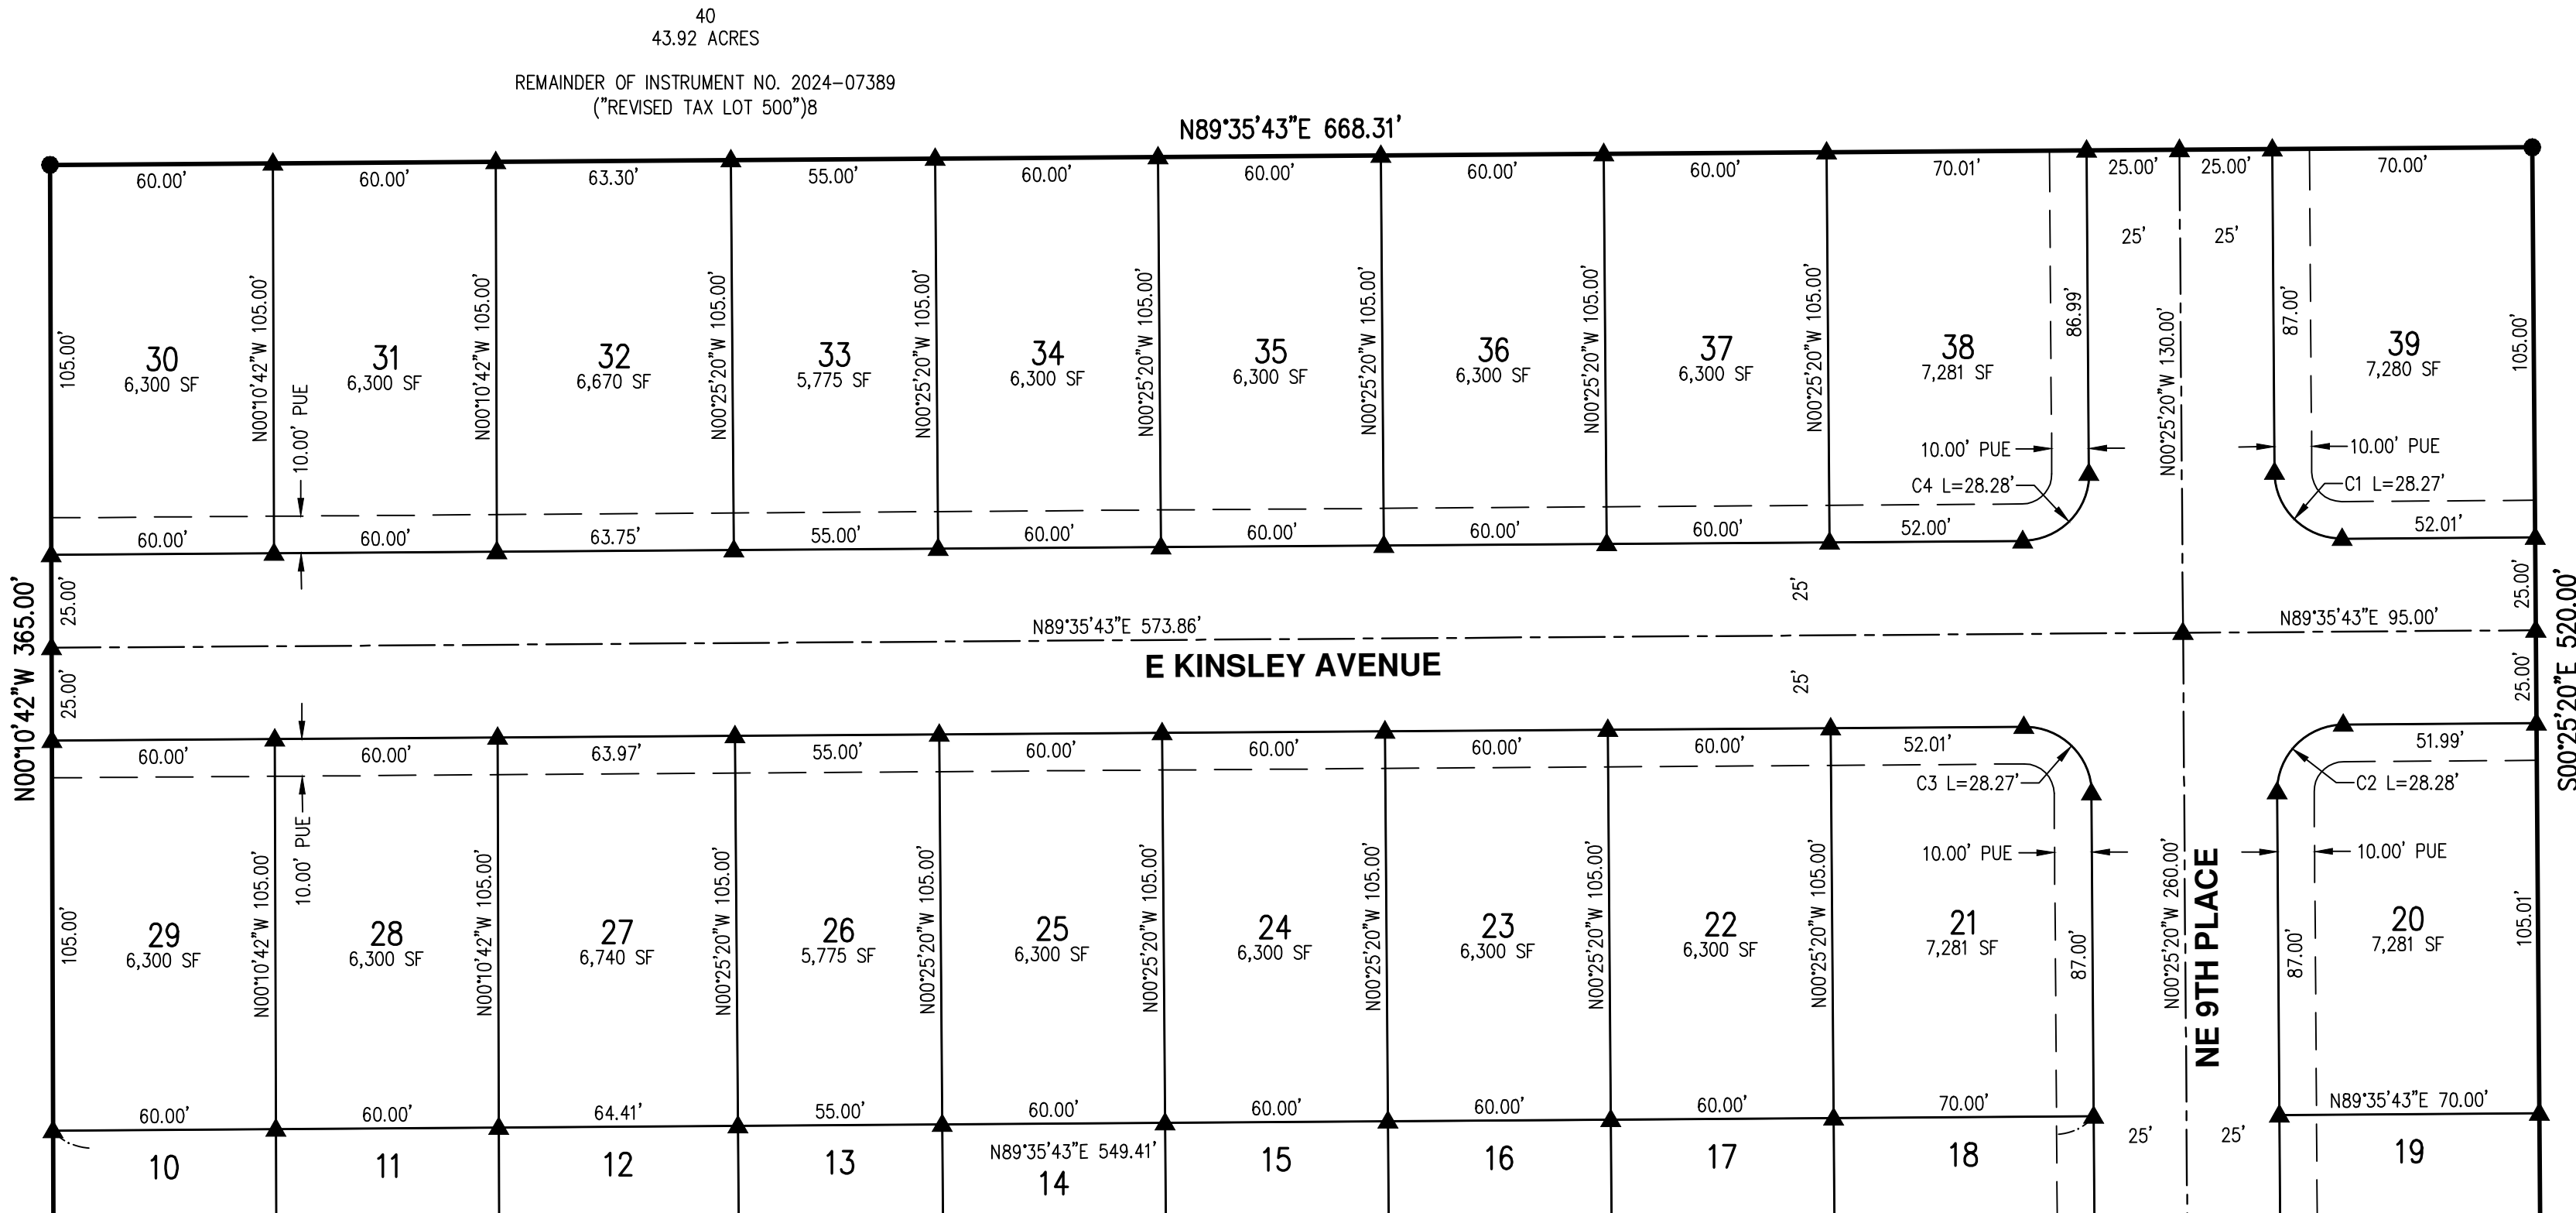 40
43.92 ACRES
REMAINDER OF INSTRUMENT NO. 2024-07389
("REVISED TAX LOT 500")8
N89°35'43"E 668.31'
60.00' 60.00' 63.30' 55.00' 60.00' 60.00' 60.00' 60.00' 70.01' 25.00' 25.00' 70.00'
25' 25'
105.00'
N00°10'42"W 105.00'
N00°10'42"W 105.00'
N00°25'20"W 105.00'
N00°25'20"W 105.00'
N00°25'20"W 105.00'
N00°25'20"W 105.00'
N00°25'20"W 105.00'
N00°25'20"W 105.00'
86.99'
N00°25'20"W 130.00'
87.00'
105.00'
30
6,300 SF
31
6,300 SF
32
6,670 SF
33
5,775 SF
34
6,300 SF
35
6,300 SF
36
6,300 SF
37
6,300 SF
38
7,281 SF
39
7,280 SF
10.00' PUE
10.00' PUE
10.00' PUE
C4 L=28.28'
C1 L=28.27'
60.00' 60.00' 63.75' 55.00' 60.00' 60.00' 60.00' 60.00' 52.00' 52.01'
N00°10'42"W 365.00'
25.00'
25.00'
25'
25'
N89°35'43"E 573.86'
E KINSLEY AVENUE
N89°35'43"E 95.00'
25.00'
25.00'
S00°25'20"E 520.00'
60.00' 60.00' 63.97' 55.00' 60.00' 60.00' 60.00' 60.00' 52.01' 51.99'
C3 L=28.27'
C2 L=28.28'
10.00' PUE
10.00' PUE
10.00' PUE
105.00'
N00°10'42"W 105.00'
N00°10'42"W 105.00'
N00°25'20"W 105.00'
N00°25'20"W 105.00'
N00°25'20"W 105.00'
N00°25'20"W 105.00'
N00°25'20"W 105.00'
N00°25'20"W 105.00'
87.00'
N00°25'20"W 260.00'
NE 9TH PLACE
87.00'
105.01'
29
6,300 SF
28
6,300 SF
27
6,740 SF
26
5,775 SF
25
6,300 SF
24
6,300 SF
23
6,300 SF
22
6,300 SF
21
7,281 SF
20
7,281 SF
60.00' 60.00' 64.41' 55.00' 60.00' 60.00' 60.00' 60.00' 70.00' N89°35'43"E 70.00'
N89°35'43"E 549.41'
25' 25'
10 11 12 13 14 15 16 17 18 19